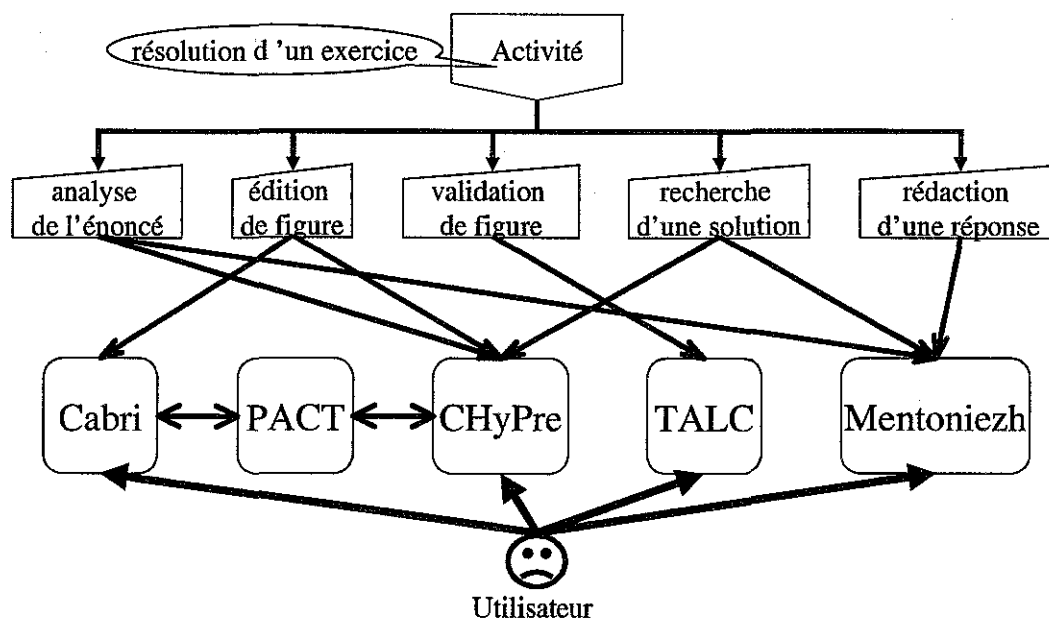 résolution d 'un exercice
Activité
analyse
de l'énoncé
édition
de figure
validation
de figure
recherche
d'une solution
rédaction
d'une réponse
Cabri
PACT
CHyPre
TALC
Mentoniezh
Utilisateur